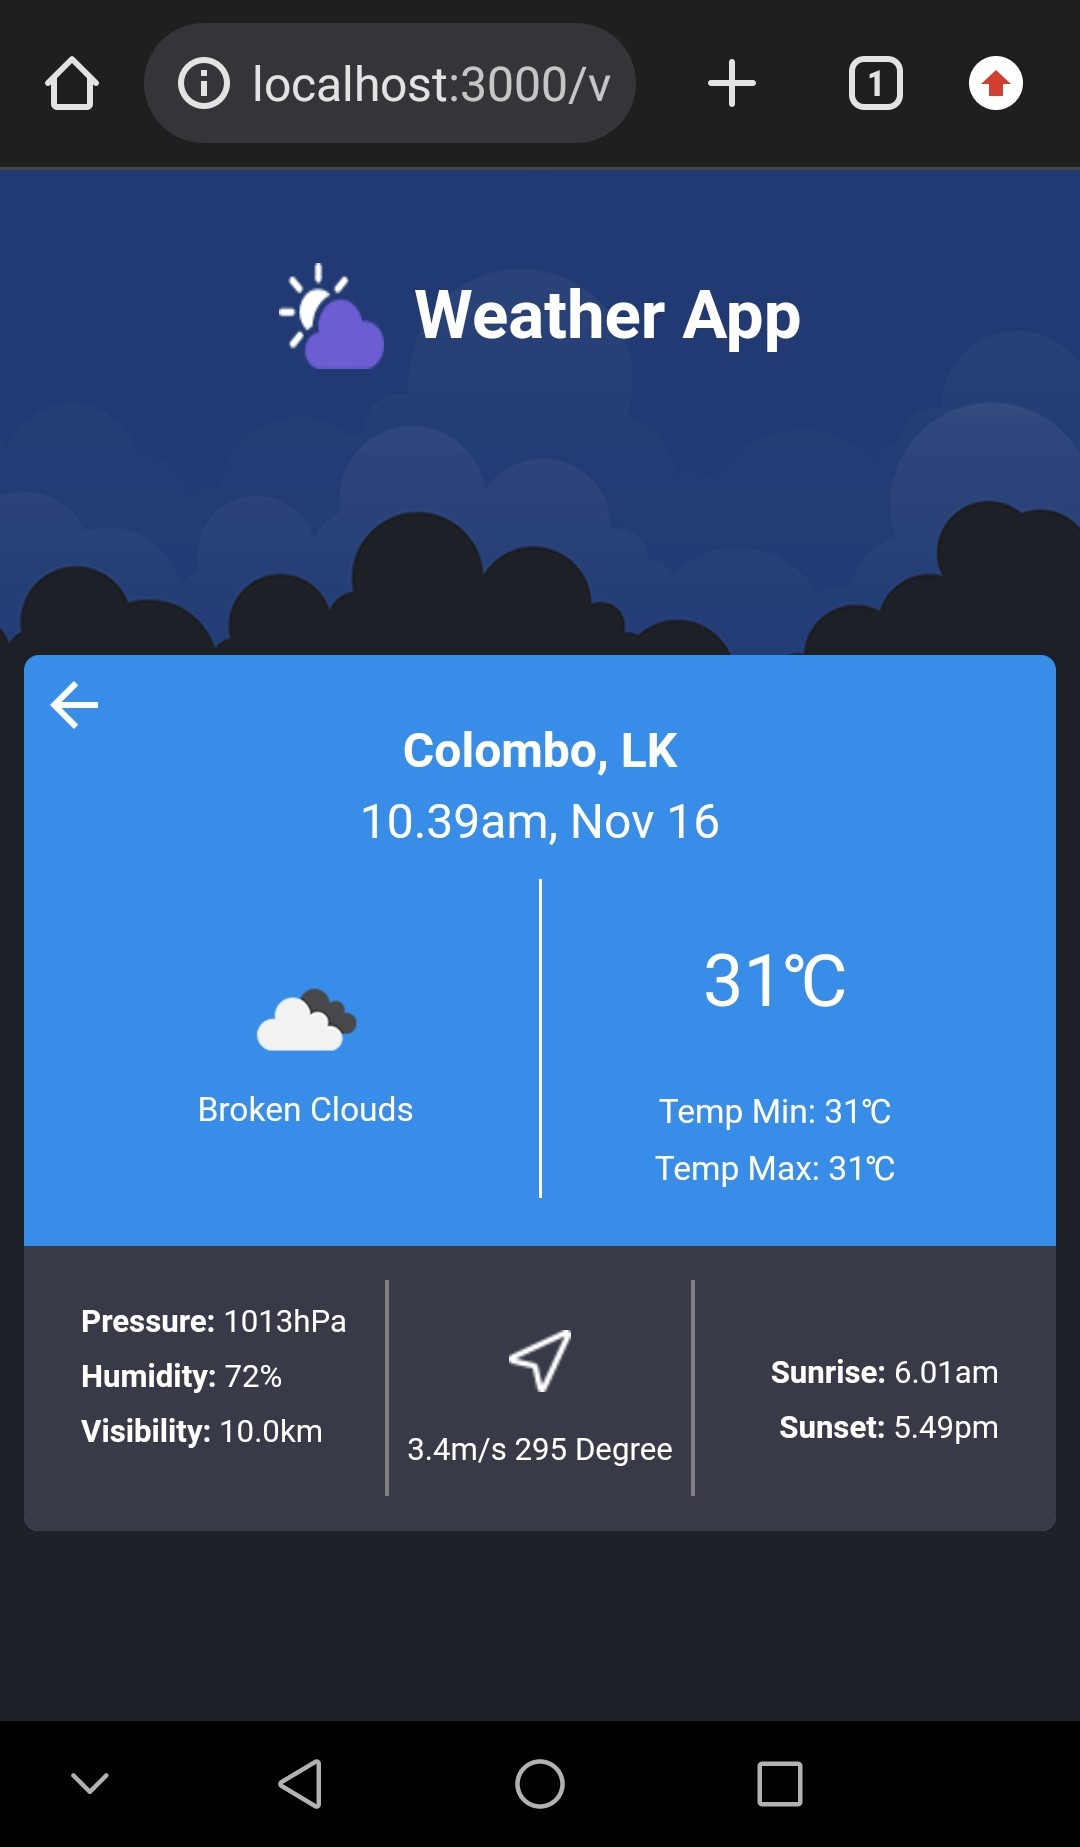 localhost:3000/v
1
Weather App
Colombo, LK
10.39am, Nov 16
31℃
Broken Clouds
Temp Min: 31℃
Temp Max: 31℃
Pressure: 1013hPa
Humidity: 72%
Visibility: 10.0km
3.4m/s 295 Degree
Sunrise: 6.01am
Sunset: 5.49pm